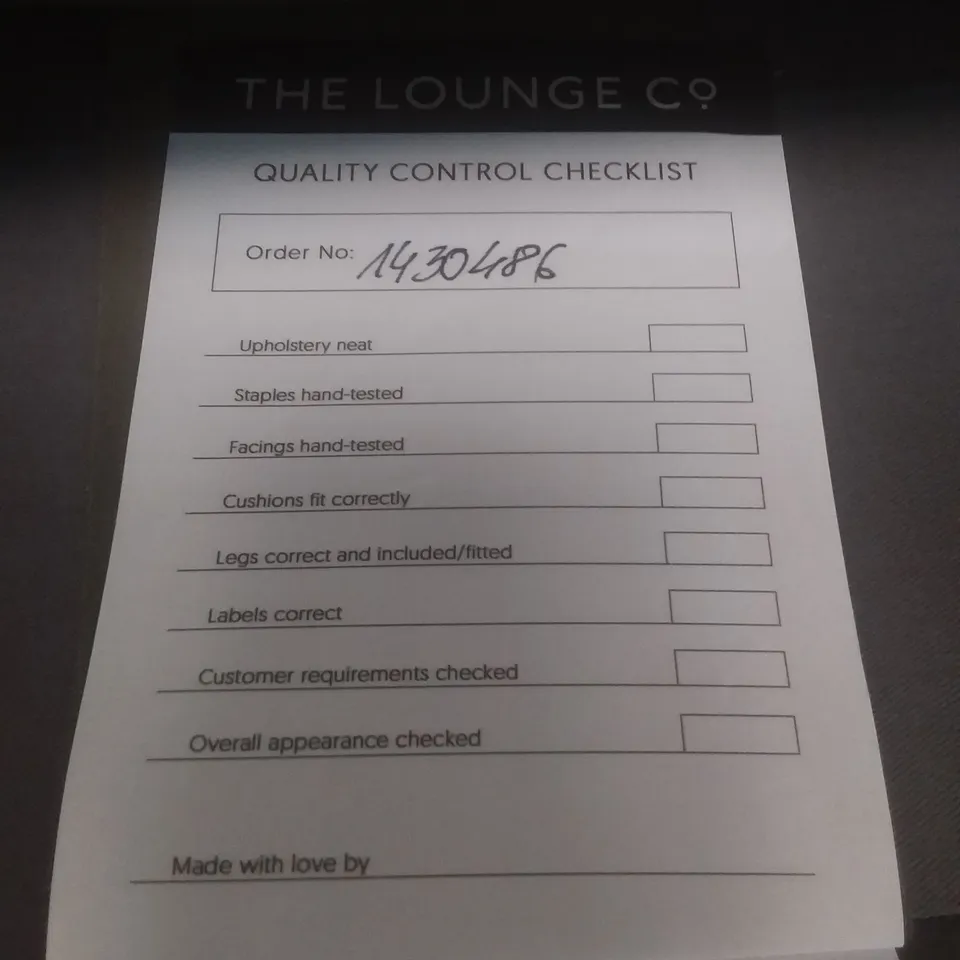 THE LOUNGE Co
QUALITY CONTROL CHECKLIST
Order No: 1430486
Upholstery neat
Staples hand-tested
Facings hand-tested
Cushions fit correctly
Legs correct and included/fitted
Labels correct
Customer requirements checked
Overall appearance checked
Made with love by